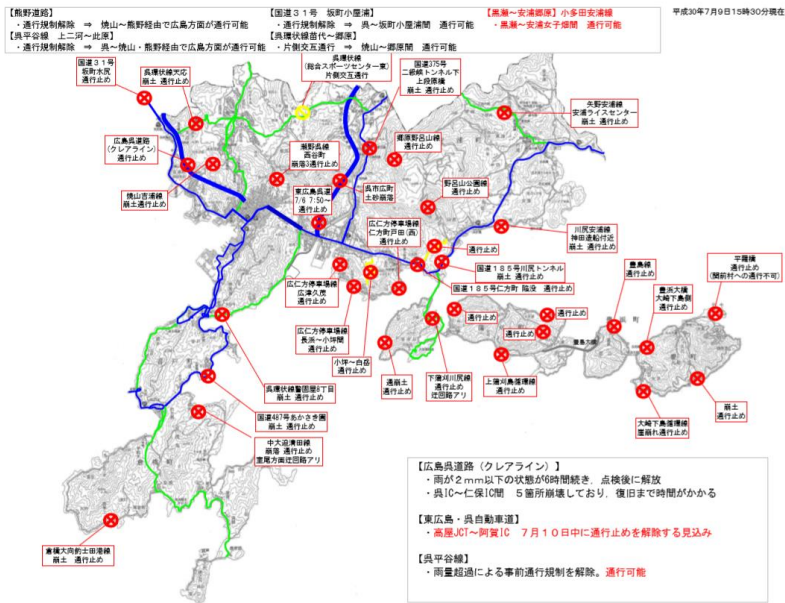 【熊野道路】
・通行規制解除 ⇒ 焼山～熊野経由で広島方面が通行可能
【呉平谷線 上二河～此原】
・通行規制解除 ⇒ 呉～焼山・熊野経由で広島方面が通行可能
【国道３１号 坂町小屋浦】
・通行規制解除 ⇒ 呉～坂町小屋浦間 通行可能
【呉環状線苗代～郷原】
・片側交互通行 ⇒ 焼山～郷原間 通行可能
【黒瀬～安浦郷原】小多田安浦線
・黒瀬～安浦女子畑間 通行可能
平成30年7月9日15時30分現在
国道３１号
坂町水尻
通行止め
呉環状線天応
崩土 通行止め
呉環状線
(総合スポーツセンター東)
片側交互通行
国道375号
二級峡トンネル下
上段原橋
崩土 通行止め
矢野安浦線
安浦ライスセンター
崩土 通行止め
広島呉道路
(クレアライン)
通行止め
焼山吉浦線
崩土 通行止め
瀬野呉線
西谷町
崩落3通行止め
郷原野呂山線
通行止め
東広島呉道
7/6 7:50～
通行止め
呉市広町
土砂崩落
野呂山公園線
通行止め
広仁方停車場線
仁方町戸田(西)
通行止め
川尻安浦線
神田造船付近
崩土 通行止め
通行止め
国道１８５号川尻トンネル
崩土 通行止め
国道１８５号仁方町 陥没 通行止め
広仁方停車場線
広津久茂
通行止め
広仁方停車場線
長浜～小坪間
通行止め
小坪～白岳
通行止め
豊島線
通行止め
豊浜大橋
大崎下島側
通行止め
平羅橋
通行止め
(関前村への通行不可)
通行止め
通行止め
通行止め
豊島大橋
呉環状線警固屋8丁目
崩土 通行止め
通崩土
通行止め
下蒲刈川尻線
通行止め
迂回路アリ
上蒲刈島循環線
通行止め
大崎下島循環線
崖崩れ通行止め
崩土
通行止め
国道487号あかさき園
崩土 通行止め
中大迫清田線
崩落 通行止め
室尾方面迂回路アリ
倉橋大向釣士田港線
崩土 通行止め
【広島呉道路（クレアライン）】
・雨が２ｍｍ以下の状態が6時間続き、点検後に解放
・呉IC～仁保IC間 ５箇所崩壊しており、復旧まで時間がかかる
【東広島・呉自動車道】
・高屋JCT～阿賀IC 7月１０日中に通行止めを解除する見込み
【呉平谷線】
・雨量超過による事前通行規制を解除。通行可能